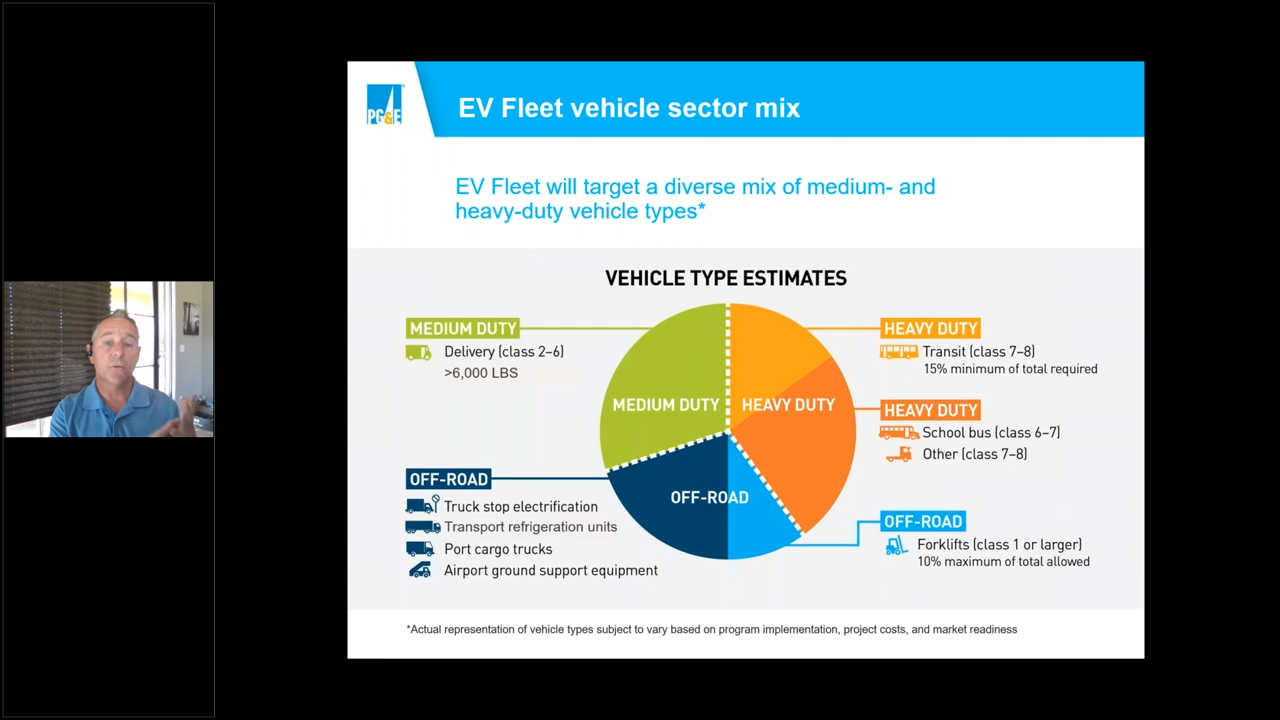 PG&E
EV Fleet vehicle sector mix
EV Fleet will target a diverse mix of medium- and
heavy-duty vehicle types*
VEHICLE TYPE ESTIMATES
MEDIUM DUTY
Delivery (class 2–6)
>6,000 LBS
HEAVY DUTY
Transit (class 7–8)
15% minimum of total required
MEDIUM DUTY
HEAVY DUTY
HEAVY DUTY
School bus (class 6–7)
Other (class 7–8)
OFF-ROAD
Truck stop electrification
Transport refrigeration units
Port cargo trucks
Airport ground support equipment
OFF-ROAD
OFF-ROAD
Forklifts (class 1 or larger)
10% maximum of total allowed
*Actual representation of vehicle types subject to vary based on program implementation, project costs, and market readiness